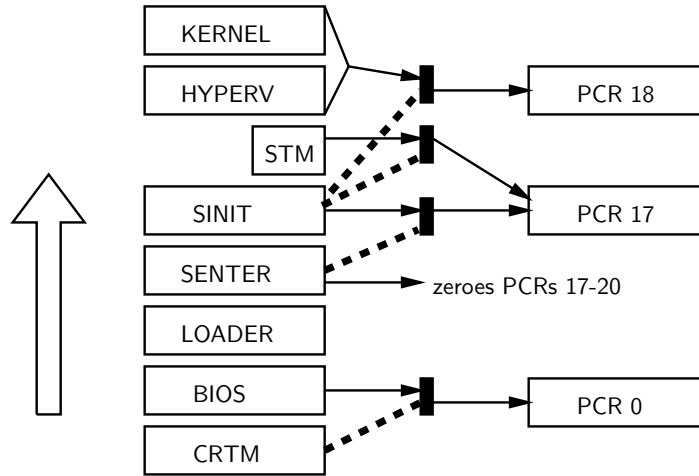 KERNEL
HYPERV
PCR 18
STM
SINIT
PCR 17
SENTER
zeroes PCRs 17-20
LOADER
BIOS
PCR 0
CRTM